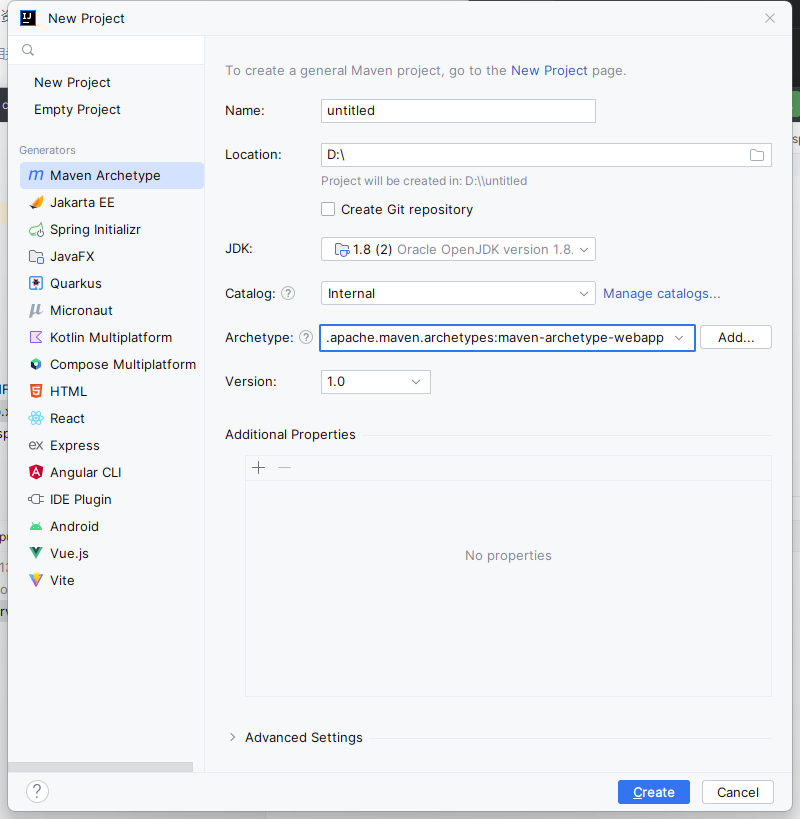 New Project
New Project
Empty Project
Generators
Maven Archetype
Jakarta EE
Spring Initializr
JavaFX
Quarkus
Micronaut
Kotlin Multiplatform
Compose Multiplatform
HTML
React
Express
Angular CLI
IDE Plugin
Android
Vue.js
Vite
To create a general Maven project, go to the New Project page.
Name: untitled
Location: D:\
Project will be created in: D:\\untitled
Create Git repository
JDK: 1.8 (2) Oracle OpenJDK version 1.8.
Catalog: ? Internal Manage catalogs...
Archetype: ? .apache.maven.archetypes:maven-archetype-webapp Add...
Version: 1.0
Additional Properties
No properties
Advanced Settings
? Create Cancel